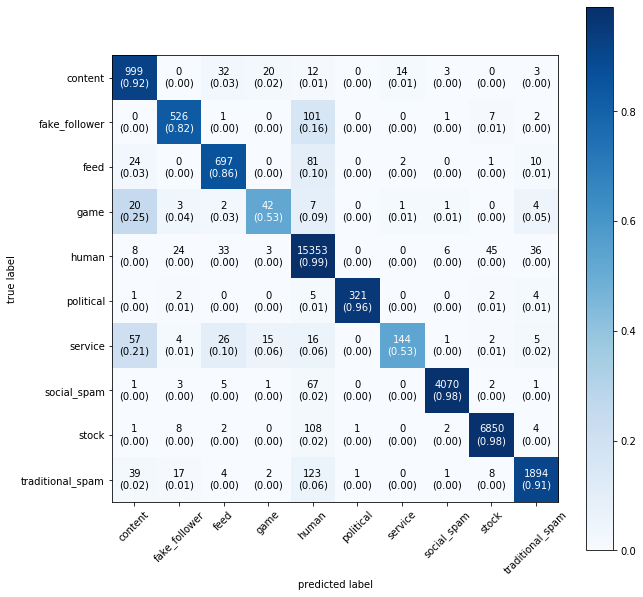 content 999 0 32 20 12 0 14 3 0 3
(0.92) (0.00) (0.03) (0.02) (0.01) (0.00) (0.01) (0.00) (0.00) (0.00)
fake_follower 0 526 1 0 101 0 0 1 7 2
(0.00) (0.82) (0.00) (0.00) (0.16) (0.00) (0.00) (0.00) (0.01) (0.00)
feed 24 0 697 0 81 0 2 0 1 10
(0.03) (0.00) (0.86) (0.00) (0.10) (0.00) (0.00) (0.00) (0.00) (0.01)
game 20 3 2 42 7 0 1 1 0 4
(0.25) (0.04) (0.03) (0.53) (0.09) (0.00) (0.01) (0.01) (0.00) (0.05)
human 8 24 33 3 15353 0 0 6 45 36
(0.00) (0.00) (0.00) (0.00) (0.99) (0.00) (0.00) (0.00) (0.00) (0.00)
political 1 2 0 0 5 321 0 0 2 4
(0.00) (0.01) (0.00) (0.00) (0.01) (0.96) (0.00) (0.00) (0.01) (0.01)
service 57 4 26 15 16 0 144 1 2 5
(0.21) (0.01) (0.10) (0.06) (0.06) (0.00) (0.53) (0.00) (0.01) (0.02)
social_spam 1 3 5 1 67 0 0 4070 2 1
(0.00) (0.00) (0.00) (0.00) (0.02) (0.00) (0.00) (0.98) (0.00) (0.00)
stock 1 8 2 0 108 1 0 2 6850 4
(0.00) (0.00) (0.00) (0.00) (0.02) (0.00) (0.00) (0.00) (0.98) (0.00)
traditional_spam 39 17 4 2 123 1 0 1 8 1894
(0.02) (0.01) (0.00) (0.00) (0.06) (0.00) (0.00) (0.00) (0.00) (0.91)
content fake_follower feed game human political service social_spam stock traditional_spam
predicted label
true label
0.8
0.6
0.4
0.2
0.0